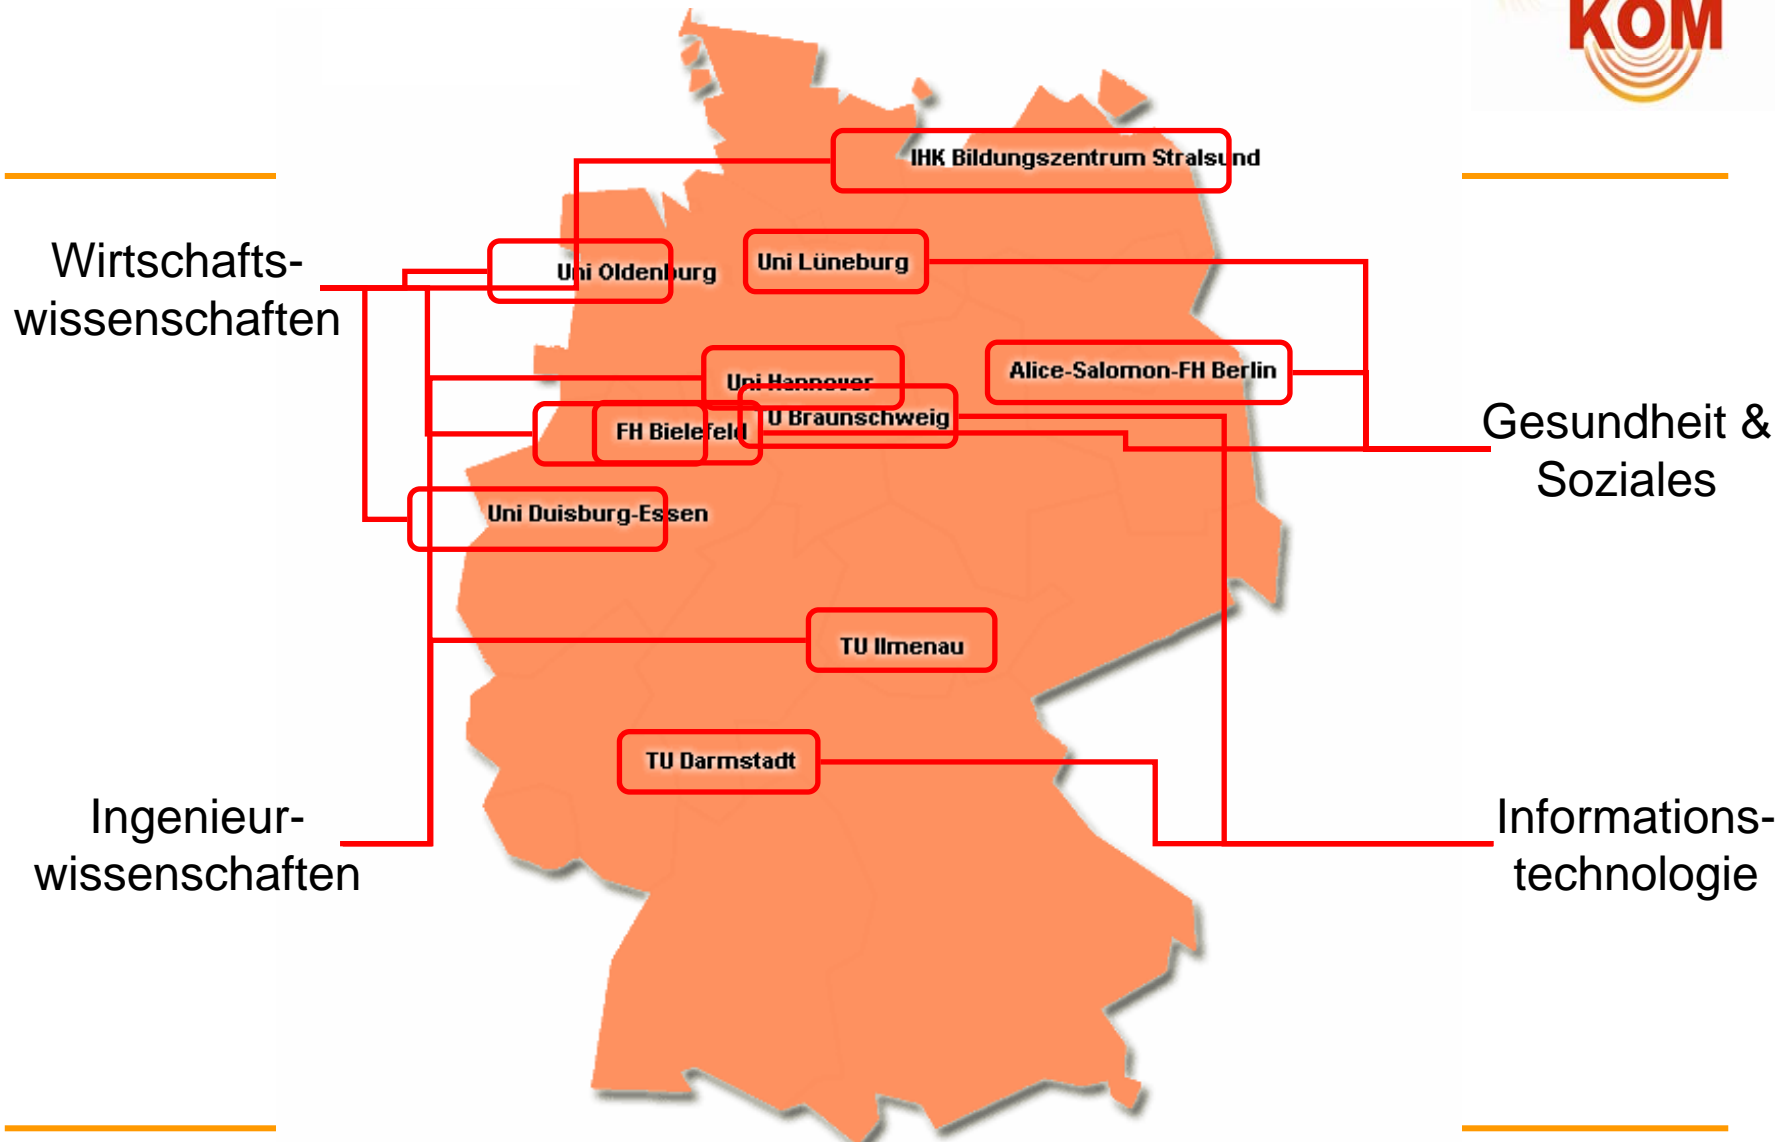 KOM
IHK Bildungszentrum Stralsund
Wirtschafts-
wissenschaften
Uni Oldenburg
Uni Lüneburg
Uni Hannover
Alice-Salomon-FH Berlin
U Braunschweig
FH Bielefeld
Gesundheit &
Soziales
Uni Duisburg-Essen
TU Ilmenau
TU Darmstadt
Ingenieur-
wissenschaften
Informations-
technologie